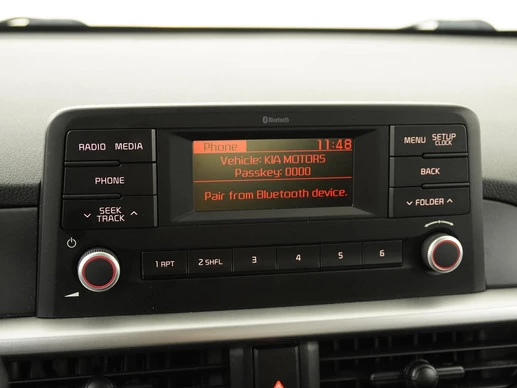 Bluetooth
RADIO MEDIA
PHONE
SEEK
TRACK
Phone 11:48
Vehicle: KIA MOTORS
Passkey: 0000
Pair from Bluetooth device.
MENU SETUP
CLOCK
BACK
FOLDER
1 RPT 2 SHFL 3 4 5 6